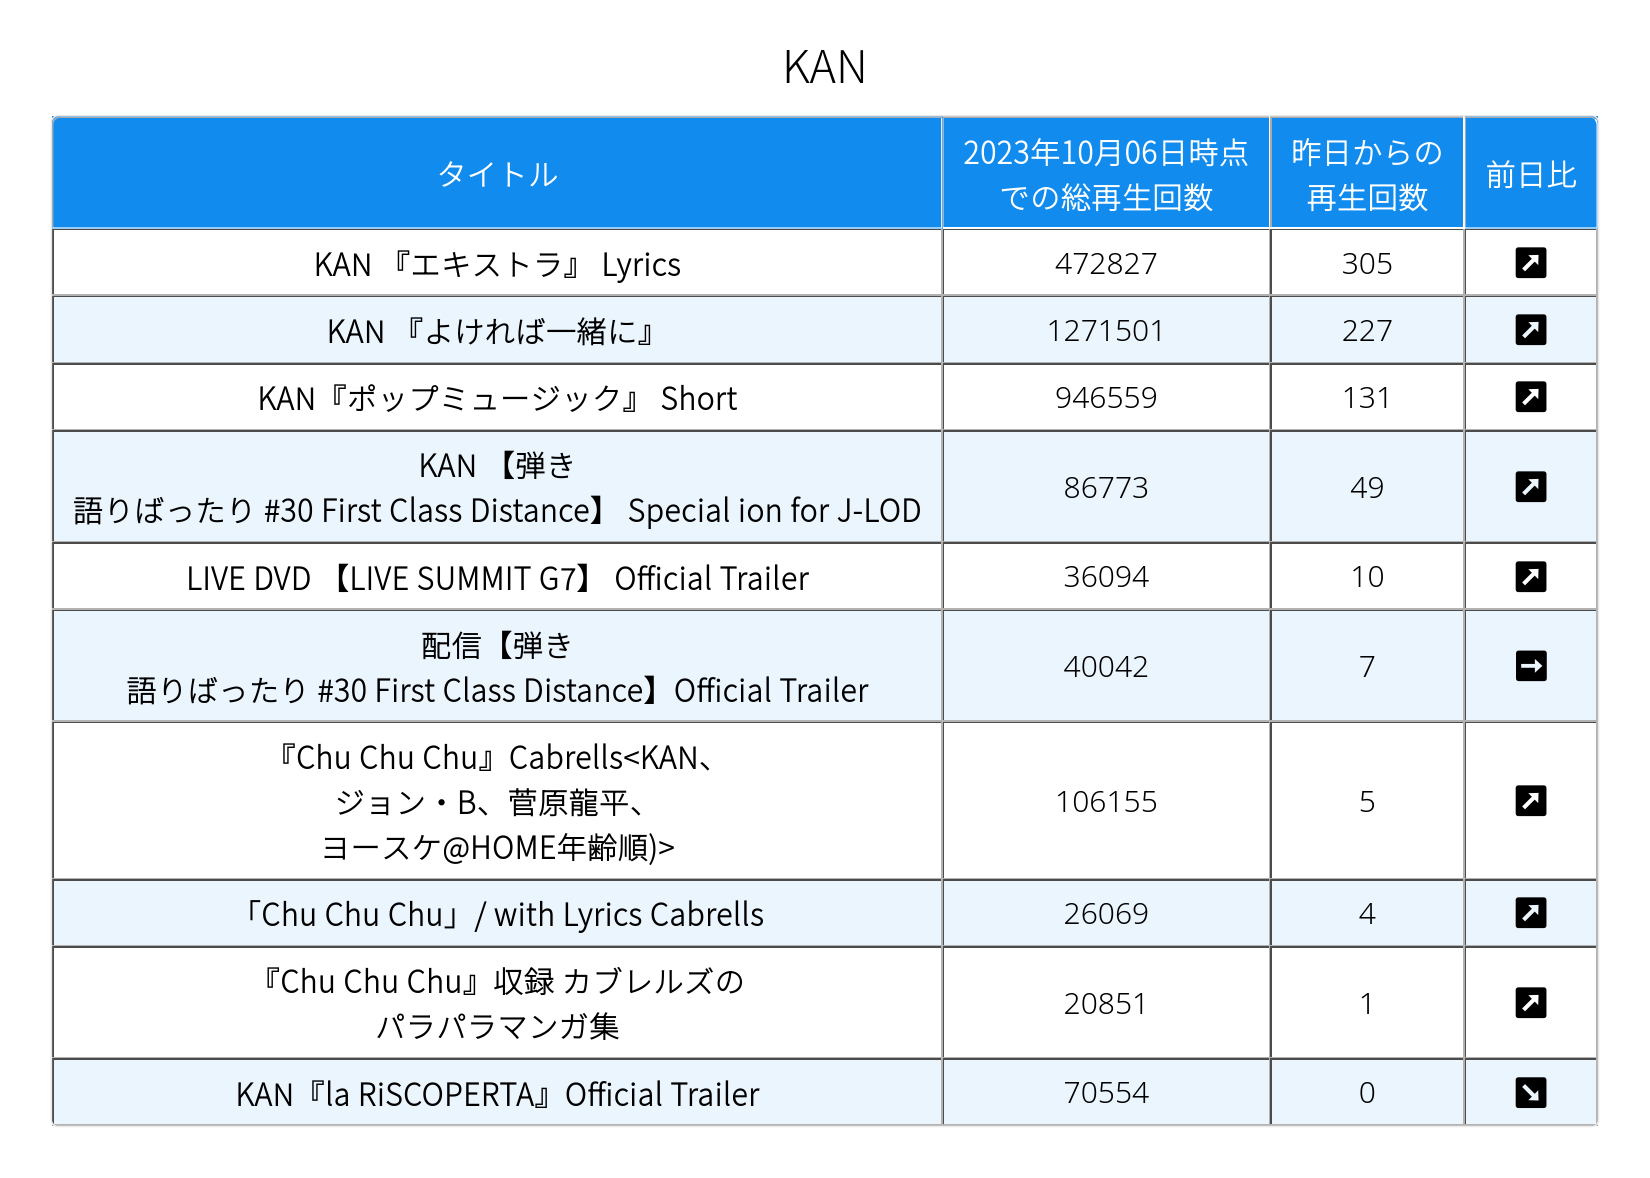 KAN
タイトル
2023年10月06日時点
での総再生回数
昨日からの
再生回数
前日比
KAN 『エキストラ』 Lyrics
472827
305
KAN 『よければ一緒に』
1271501
227
KAN『ポップミュージック』 Short
946559
131
KAN 【弾き
語りばったり #30 First Class Distance】 Special ion for J-LOD
86773
49
LIVE DVD 【LIVE SUMMIT G7】 Official Trailer
36094
10
配信【弾き
語りばったり #30 First Class Distance】Official Trailer
40042
7
『Chu Chu Chu』Cabrells<KAN、
ジョン・B、菅原龍平、
ヨースケ@HOME年齢順)>
106155
5
「Chu Chu Chu」/ with Lyrics Cabrells
26069
4
『Chu Chu Chu』収録 カブレルズの
パラパラマンガ集
20851
1
KAN『la RiSCOPERTA』Official Trailer
70554
0